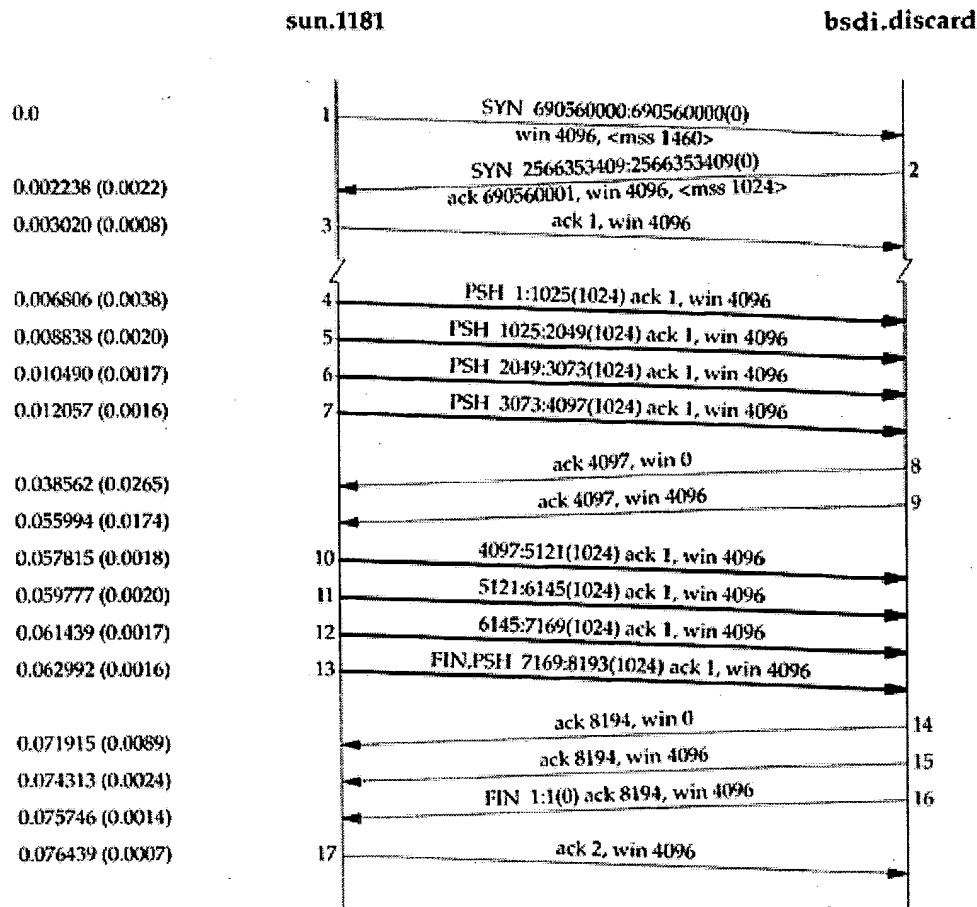 sun.1181 bsdi.discard
0.0 1 SYN 690560000:690560000(0)
win 4096, <mss 1460>
SYN 2566353409:2566353409(0) 2
0.002238 (0.0022) ack 690560001, win 4096, <mss 1024>
0.003020 (0.0008) 3 ack 1, win 4096
0.006806 (0.0038) 4 PSH 1:1025(1024) ack 1, win 4096
0.008838 (0.0020) 5 PSH 1025:2049(1024) ack 1, win 4096
0.010490 (0.0017) 6 PSH 2049:3073(1024) ack 1, win 4096
0.012057 (0.0016) 7 PSH 3073:4097(1024) ack 1, win 4096
ack 4097, win 0 8
0.038562 (0.0265)
ack 4097, win 4096 9
0.055994 (0.0174)
0.057815 (0.0018) 10 4097:5121(1024) ack 1, win 4096
0.059777 (0.0020) 11 5121:6145(1024) ack 1, win 4096
0.061439 (0.0017) 12 6145:7169(1024) ack 1, win 4096
0.062992 (0.0016) 13 FIN,PSH 7169:8193(1024) ack 1, win 4096
ack 8194, win 0 14
0.071915 (0.0089)
ack 8194, win 4096 15
0.074313 (0.0024)
FIN 1:1(0) ack 8194, win 4096 16
0.075746 (0.0014)
0.076439 (0.0007) 17 ack 2, win 4096